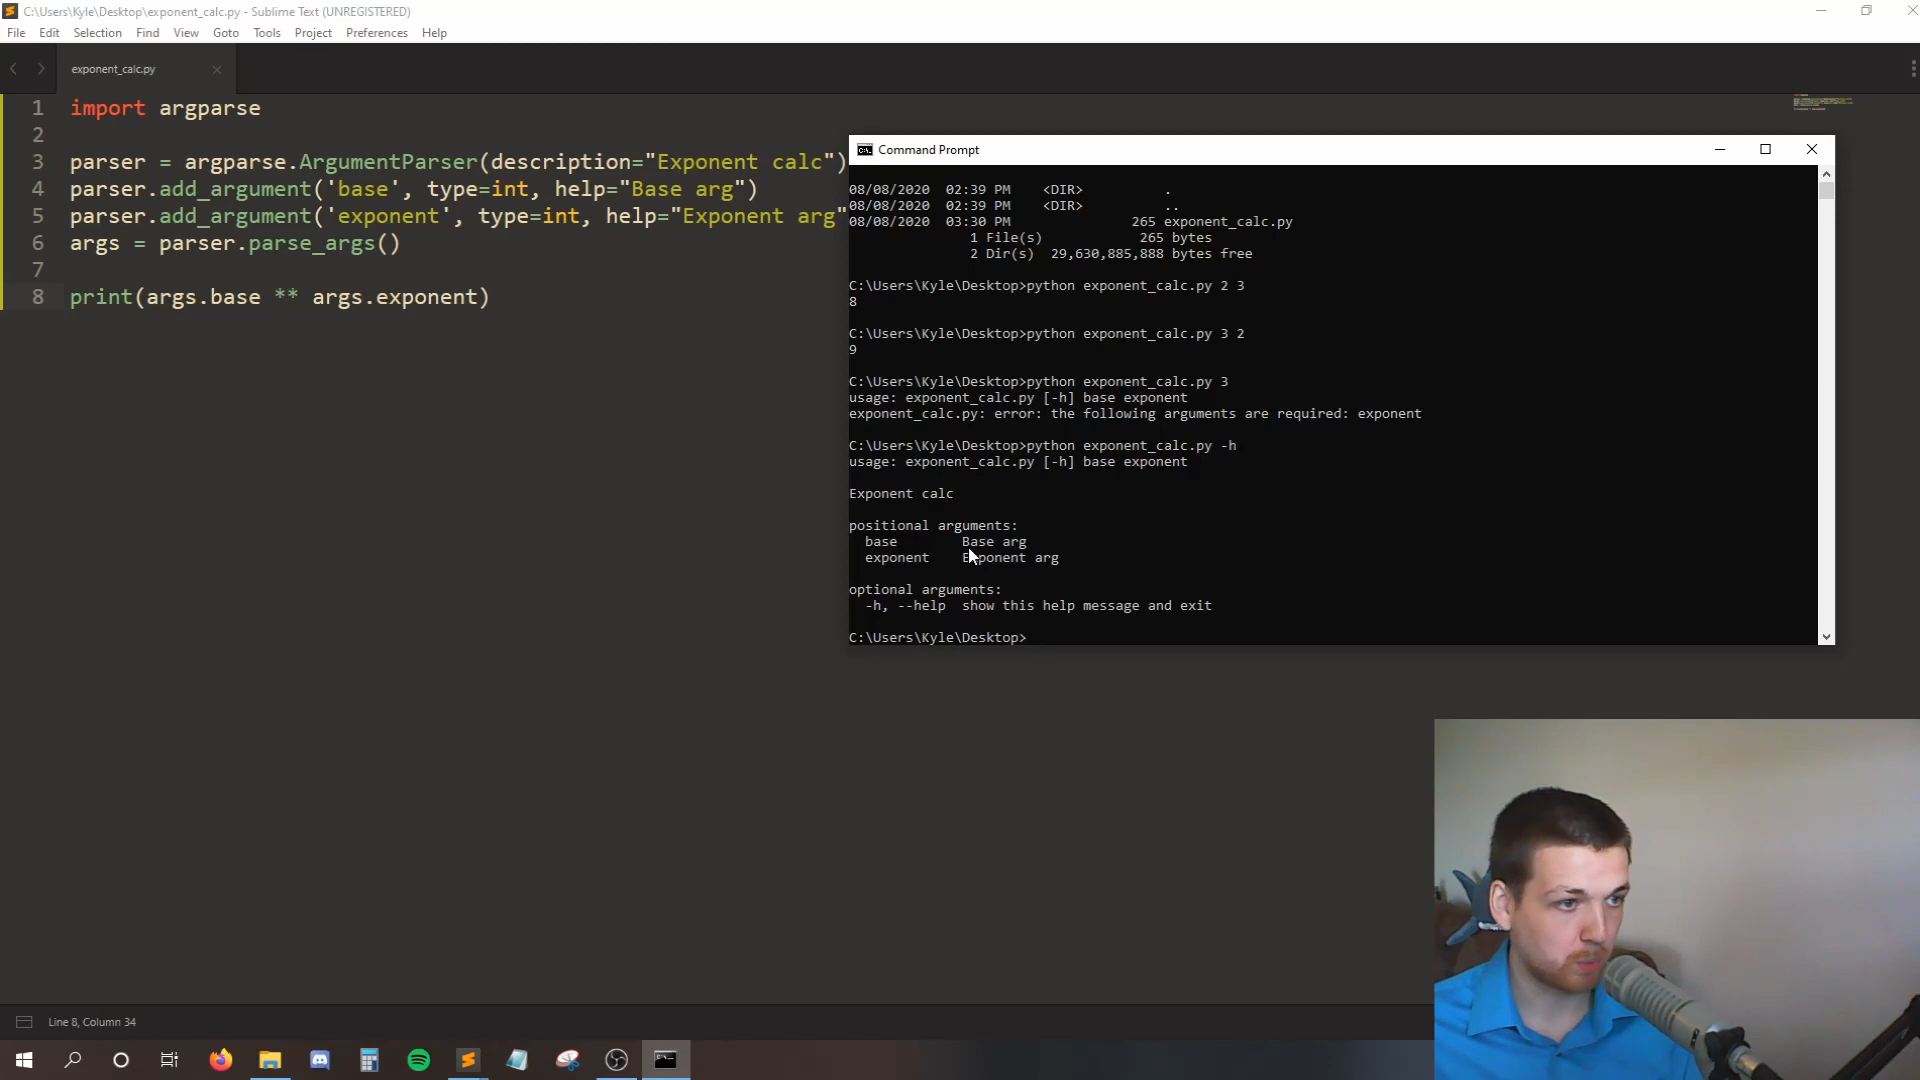 C:\Users\Kyle\Desktop\exponent_calc.py - Sublime Text (UNREGISTERED)
File Edit Selection Find View Goto Tools Project Preferences Help
exponent_calc.py
1 import argparse
2
3 parser = argparse.ArgumentParser(description="Exponent calc")
4 parser.add_argument('base', type=int, help="Base arg")
5 parser.add_argument('exponent', type=int, help="Exponent arg"
6 args = parser.parse_args()
7
8 print(args.base ** args.exponent)
Command Prompt
08/08/2020 02:39 PM <DIR> .
08/08/2020 02:39 PM <DIR> ..
08/08/2020 03:30 PM 265 exponent_calc.py
1 File(s) 265 bytes
2 Dir(s) 29,630,885,888 bytes free
C:\Users\Kyle\Desktop>python exponent_calc.py 2 3
8
C:\Users\Kyle\Desktop>python exponent_calc.py 3 2
9
C:\Users\Kyle\Desktop>python exponent_calc.py 3
usage: exponent_calc.py [-h] base exponent
exponent_calc.py: error: the following arguments are required: exponent
C:\Users\Kyle\Desktop>python exponent_calc.py -h
usage: exponent_calc.py [-h] base exponent
Exponent calc
positional arguments:
base Base arg
exponent Exponent arg
optional arguments:
-h, --help show this help message and exit
C:\Users\Kyle\Desktop>
Line 8, Column 34